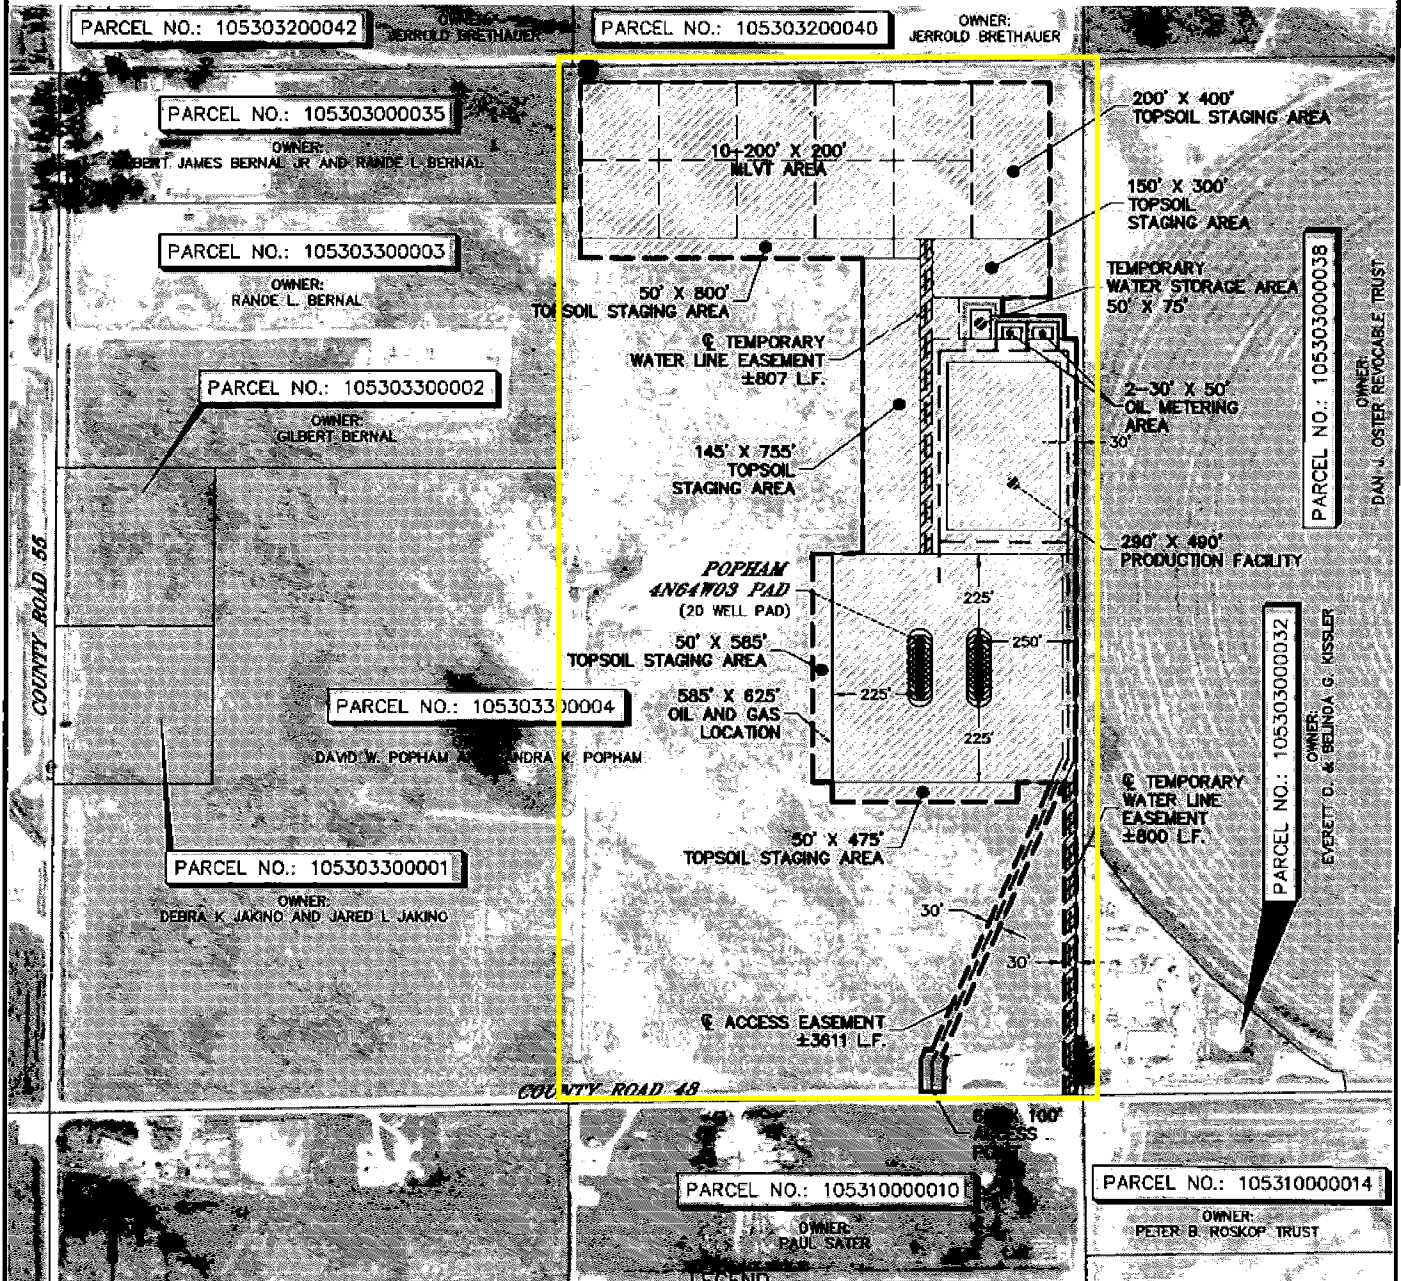 PARCEL NO.: 105303200042
OWNER:
JERROLD BRETHAUER
PARCEL NO.: 105303200040
OWNER:
JERROLD BRETHAUER
PARCEL NO.: 105303000035
OWNER:
JAMES BERNAL JR AND RANDE L BERNAL
PARCEL NO.: 105303300003
OWNER:
RANDE L. BERNAL
PARCEL NO.: 105303300002
OWNER:
GILBERT BERNAL
COUNTY ROAD 55
PARCEL NO.: 105303300004
DAVID W. POPHAM POPHAM
PARCEL NO.: 105303300001
OWNER:
DEBRA K JAKINO AND JARED L JAKINO
10-200' X 200'
MLVT AREA
200' X 400'
TOPSOIL STAGING AREA
150' X 300'
TOPSOIL
STAGING AREA
TEMPORARY
WATER STORAGE AREA
50' X 75'
50' X 800'
TOPSOIL STAGING AREA
℄ TEMPORARY
WATER LINE EASEMENT
±807 L.F.
2-30' X 50'
OIL METERING
AREA
30'
145' X 755'
TOPSOIL
STAGING AREA
290' X 490'
PRODUCTION FACILITY
POPHAM
4N64W03 PAD
(20 WELL PAD)
225'
250'
225'
225'
50' X 585'
TOPSOIL STAGING AREA
585' X 625'
OIL AND GAS
LOCATION
50' X 475'
TOPSOIL STAGING AREA
℄ TEMPORARY
WATER LINE
EASEMENT
±800 L.F.
30'
30'
℄ ACCESS EASEMENT
±3611 L.F.
COUNTY ROAD 48
100'
ACCESS
PARCEL NO.: 105303000038
OWNER:
DAN J. OSTER REVOCABLE TRUST
PARCEL NO.: 105303000032
OWNER:
EVERETT D. & BELINDA G. KISSLER
PARCEL NO.: 105310000010
OWNER:
PAUL SATER
PARCEL NO.: 105310000014
OWNER:
PETER B. ROSKOP TRUST
LEGEND